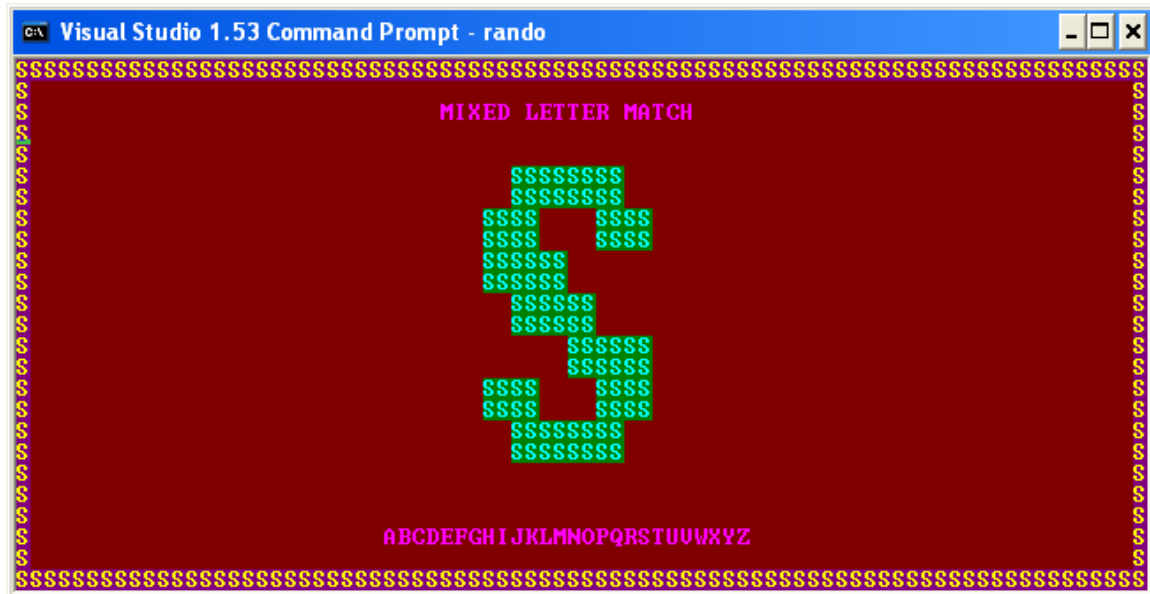 Visual Studio 1.53 Command Prompt - rando
SSSSSSSSSSSSSSSSSSSSSSSSSSSSSSSSSSSSSSSSSSSSSSSSSSSSSSSSSSSSSSSSSSSSSSSSSSSSSSSS
S S
S MIXED LETTER MATCH S
S S
S S
S SSSSSSSS S
S SSSSSSSS S
S SSSS SSSS S
S SSSS SSSS S
S SSSSSS S
S SSSSSS S
S SSSSSS S
S SSSSSS S
S SSSSSS S
S SSSSSS S
S SSSS SSSS S
S SSSS SSSS S
S SSSSSSSS S
S SSSSSSSS S
S S
S S
S S
S ABCDEFGHIJKLMNOPQRSTUVWXYZ S
S S
SSSSSSSSSSSSSSSSSSSSSSSSSSSSSSSSSSSSSSSSSSSSSSSSSSSSSSSSSSSSSSSSSSSSSSSSSSSSSSSS